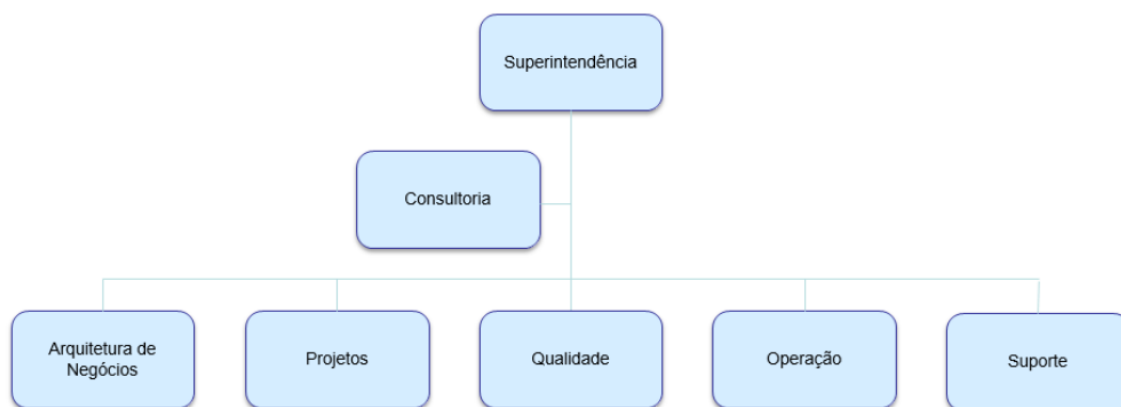 Superintendência
Consultoria
Arquitetura de
Negócios
Projetos
Qualidade
Operação
Suporte